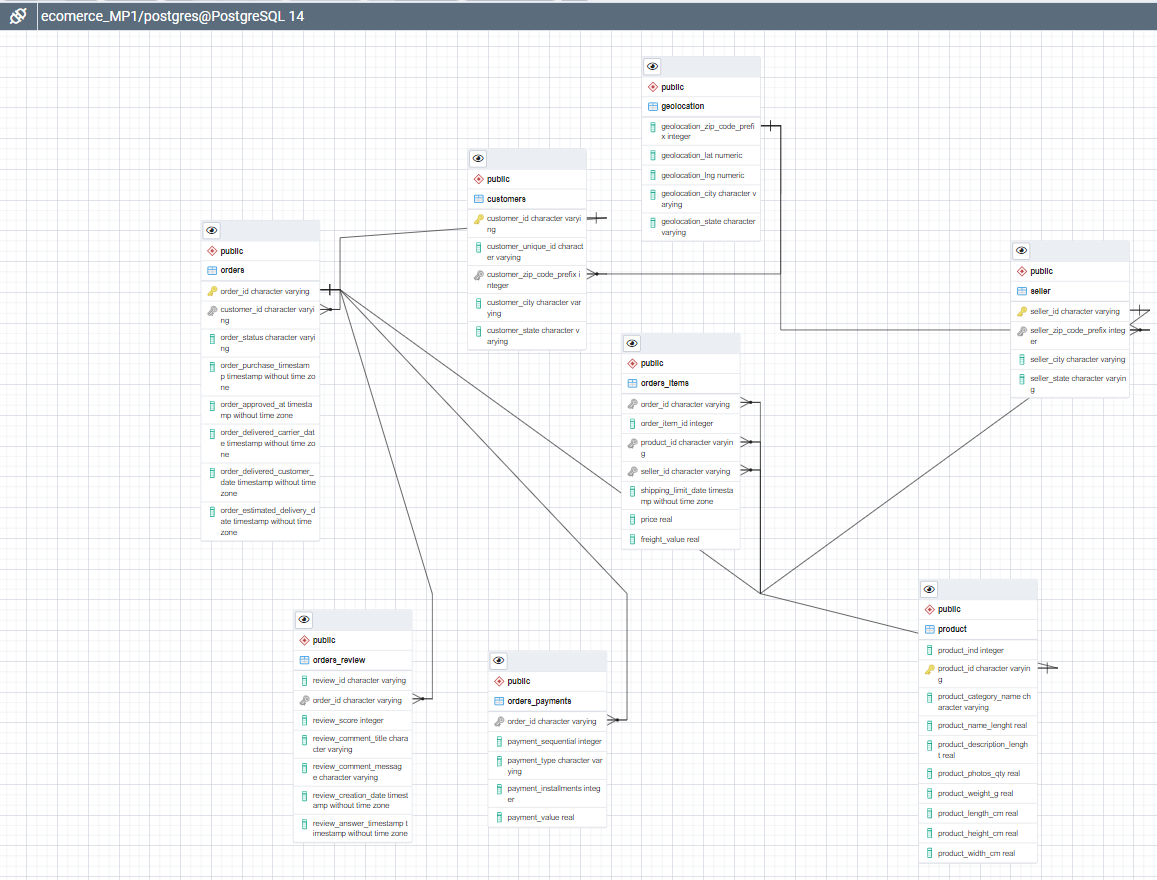 ecomerce_MP1/postgres@PostgreSQL 14
public
geolocation
geolocation_zip_code_prefi
x integer
geolocation_lat numeric
geolocation_lng numeric
geolocation_city character v
arying
geolocation_state character
varying
public
customers
customer_id character varyi
ng
customer_unique_id charact
er varying
customer_zip_code_prefix i
nteger
customer_city character var
ying
customer_state character v
arying
public
orders
order_id character varying
customer_id character varyi
ng
order_status character varyi
ng
order_purchase_timestam
p timestamp without time zo
ne
order_approved_at timesta
mp without time zone
order_delivered_carrier_dat
e timestamp without time zo
ne
order_delivered_customer_
date timestamp without time
zone
order_estimated_delivery_d
ate timestamp without time
zone
public
seller
seller_id character varying
seller_zip_code_prefix integ
er
seller_city character varying
seller_state character varyin
g
public
orders_items
order_id character varying
order_item_id integer
product_id character varyin
g
seller_id character varying
shipping_limit_date timesta
mp without time zone
price real
freight_value real
public
orders_review
review_id character varying
order_id character varying
review_score integer
review_comment_title chara
cter varying
review_comment_messag
e character varying
review_creation_date timest
amp without time zone
review_answer_timestamp t
imestamp without time zone
public
orders_payments
order_id character varying
payment_sequential integer
payment_type character var
ying
payment_installments integ
er
payment_value real
public
product
product_ind integer
product_id character varyin
g
product_category_name ch
aracter varying
product_name_lenght real
product_description_lengh
t real
product_photos_qty real
product_weight_g real
product_length_cm real
product_height_cm real
product_width_cm real